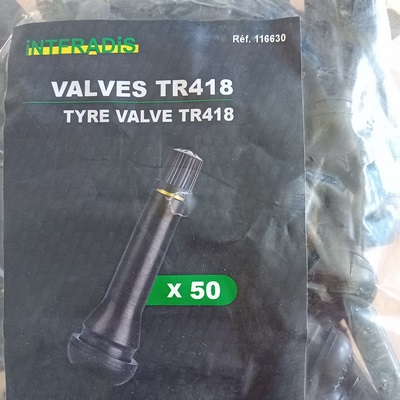 iNTERADiS
Réf. 116630
VALVES TR418
TYRE VALVE TR418
X 50